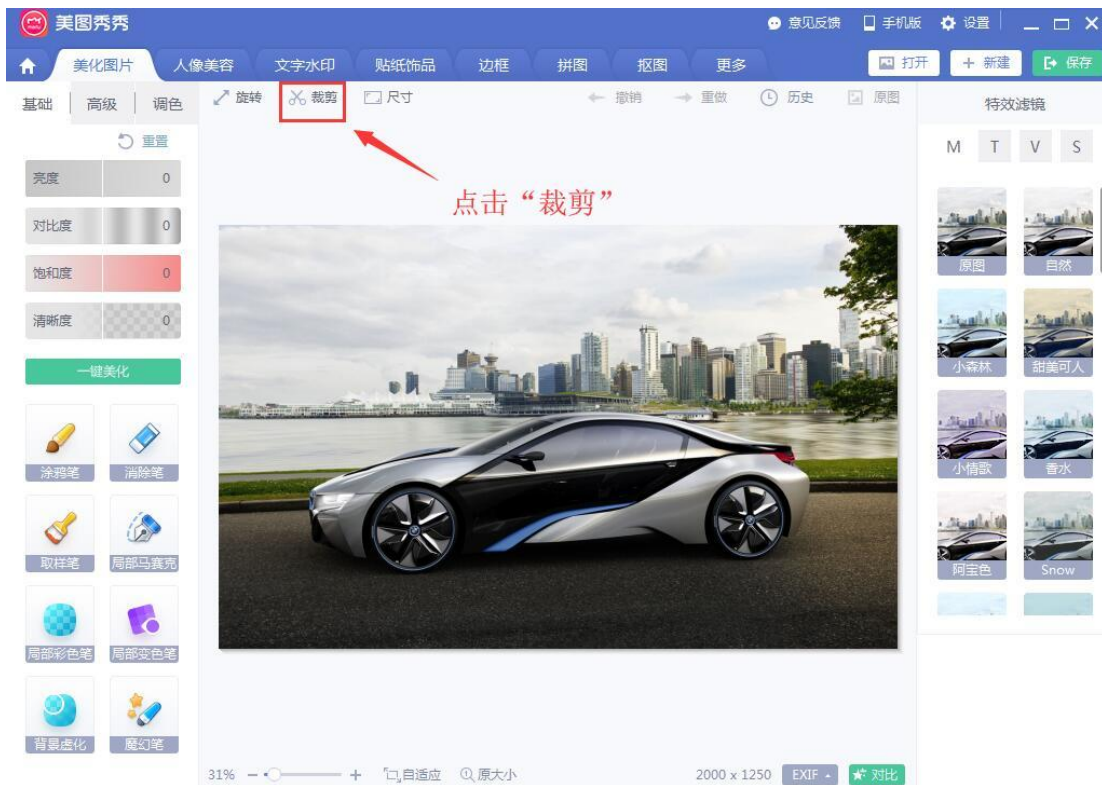 美图秀秀
意见反馈 手机版 设置
美化图片 人像美容 文字水印 贴纸饰品 边框 拼图 抠图 更多 打开 + 新建 保存
基础 高级 调色 旋转 裁剪 尺寸 撤销 重做 历史 原图 特效滤镜
重置
M T V S
亮度 0
点击“裁剪”
对比度 0
饱和度 0
原图 自然
清晰度 0
一键美化
小森林 甜美可人
涂鸦笔 消除笔
小情歌 香水
取样笔 局部马赛克
阿宝色 Snow
局部彩色笔 局部变色笔
背景虚化 魔幻笔
31% 自适应 原大小 2000 x 1250 EXIF 对比